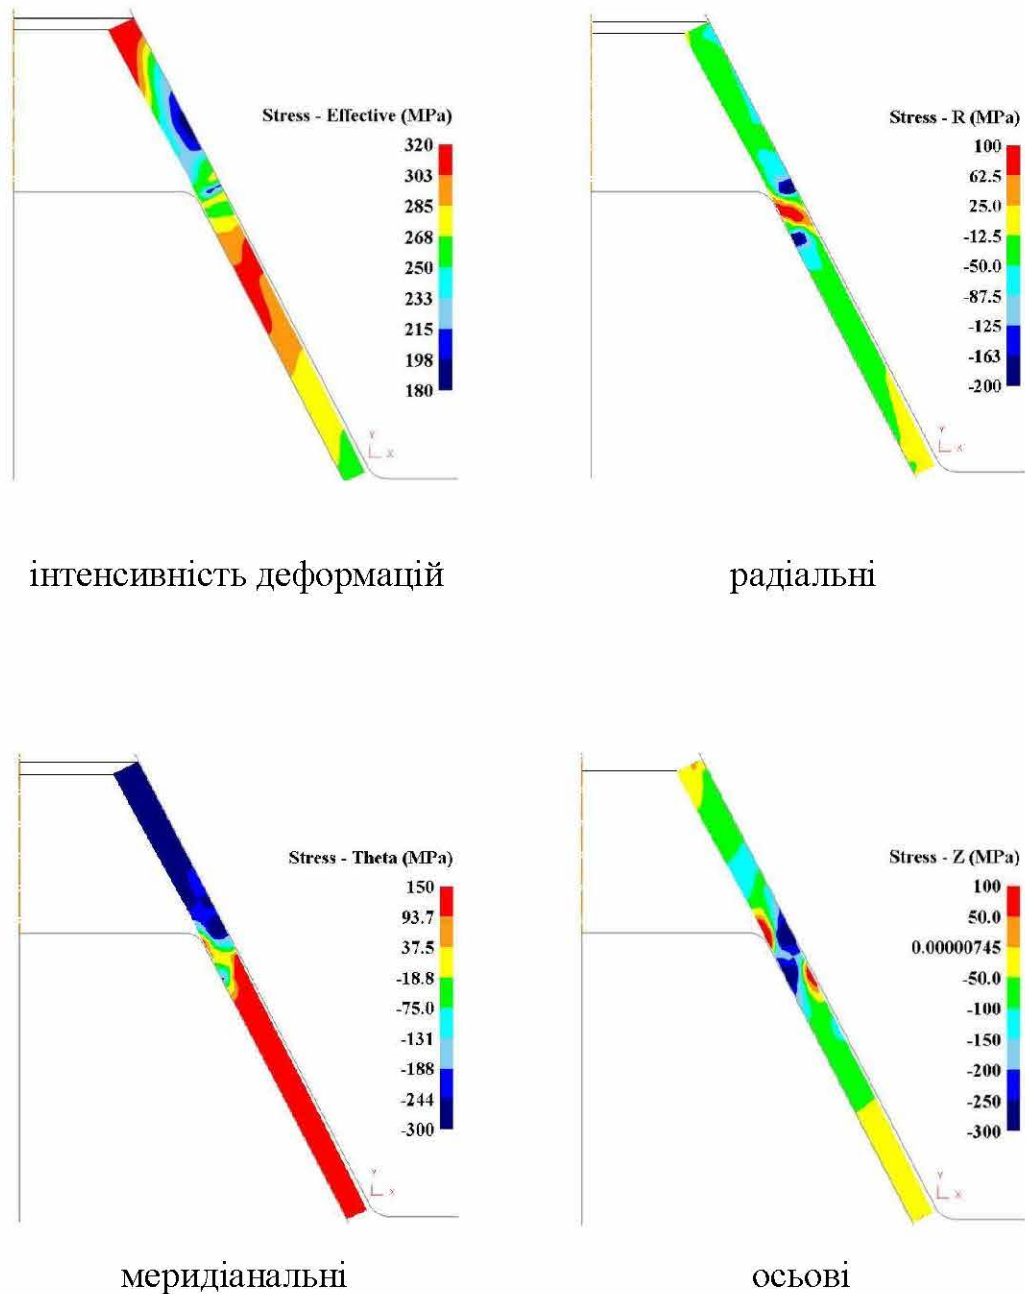 Stress - Effective (MPa)
320
303
285
268
250
233
215
198
180
Y
X
інтенсивність деформацій
Stress - R (MPa)
100
62.5
25.0
-12.5
-50.0
-87.5
-125
-163
-200
Y
X
радіальні
Stress - Theta (MPa)
150
93.7
37.5
-18.8
-75.0
-131
-188
-244
-300
Y
X
меридіанальні
Stress - Z (MPa)
100
50.0
0.00000745
-50.0
-100
-150
-200
-250
-300
Y
X
осьові